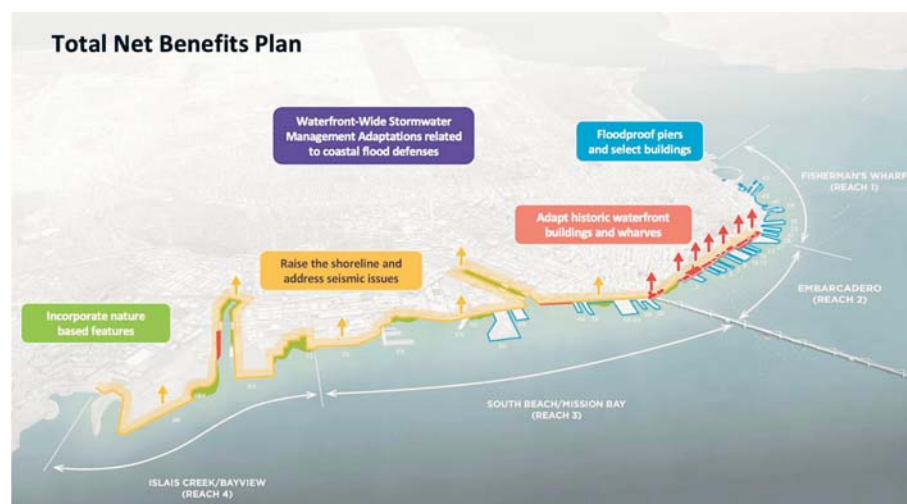 Total Net Benefits Plan
Waterfront-Wide Stormwater
Management Adaptations related
to coastal flood defenses
Floodproof piers
and select buildings
FISHERMAN'S WHARF
(REACH 1)
Adapt historic waterfront
buildings and wharves
Raise the shoreline and
address seismic issues
EMBARCADERO
(REACH 2)
Incorporate nature
based features
SOUTH BEACH/MISSION BAY
(REACH 3)
ISLAIS CREEK/BAYVIEW
(REACH 4)